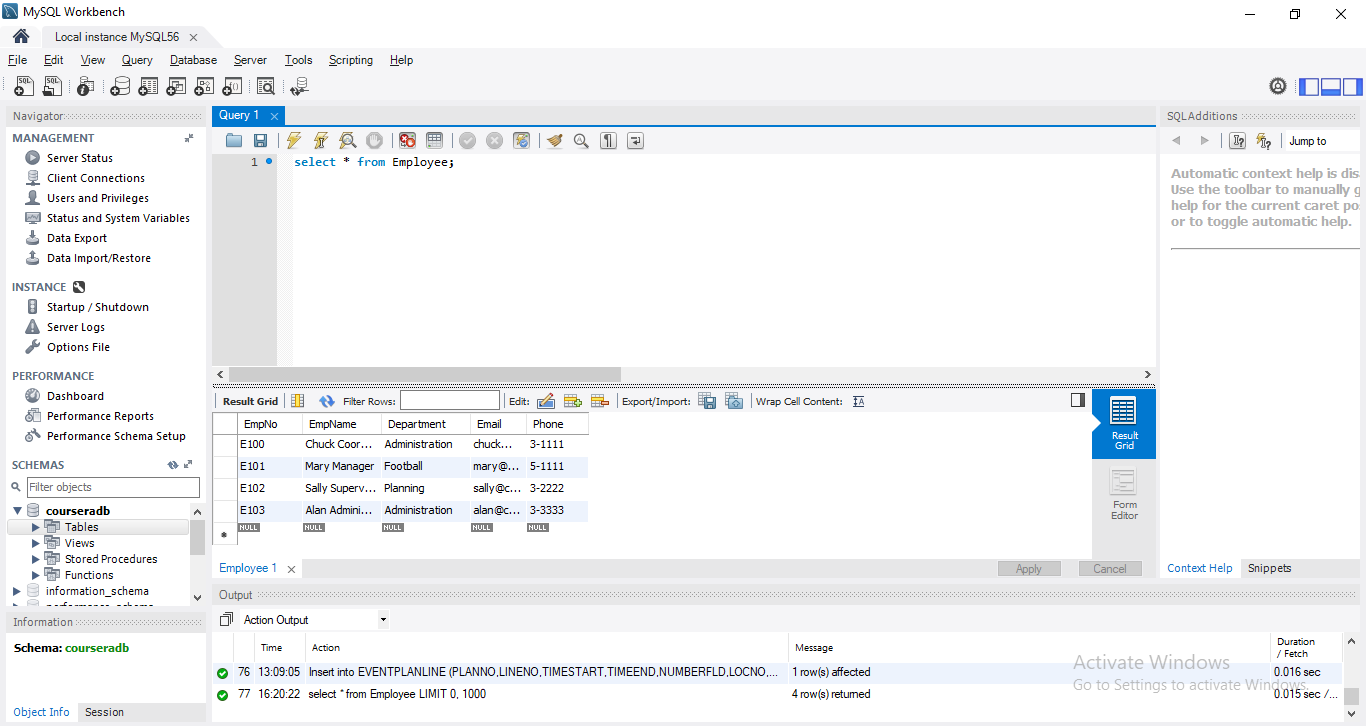 MySQL Workbench
Local instance MySQL56
File Edit View Query Database Server Tools Scripting Help
Navigator
MANAGEMENT
Server Status
Client Connections
Users and Privileges
Status and System Variables
Data Export
Data Import/Restore
INSTANCE
Startup / Shutdown
Server Logs
Options File
PERFORMANCE
Dashboard
Performance Reports
Performance Schema Setup
SCHEMAS
Filter objects
courseradb
Tables
Views
Stored Procedures
Functions
information_schema
performance_schema
Information
Schema: courseradb
Object Info Session
Query 1
1 select * from Employee;
Result Grid Filter Rows: Edit: Export/Import: Wrap Cell Content:
EmpNo EmpName Department Email Phone
E100 Chuck Coor... Administration chuck... 3-1111
E101 Mary Manager Football mary@... 5-1111
E102 Sally Superv... Planning sally@c... 3-2222
E103 Alan Admini... Administration alan@c... 3-3333
NULL NULL NULL NULL NULL
Result
Grid
Form
Editor
Employee 1 Apply Cancel
SQLAdditions
Jump to
Automatic context help is dis
Use the toolbar to manually g
help for the current caret po
or to toggle automatic help.
Context Help Snippets
Output
Action Output
Time Action Message Duration / Fetch
76 13:09:05 Insert into EVENTPLANLINE (PLANNO,LINENO,TIMESTART,TIMEEND,NUMBERFLD,LOCNO,... 1 row(s) affected 0.016 sec
77 16:20:22 select * from Employee LIMIT 0, 1000 4 row(s) returned 0.015 sec /...
Activate Windows
Go to Settings to activate Windows.